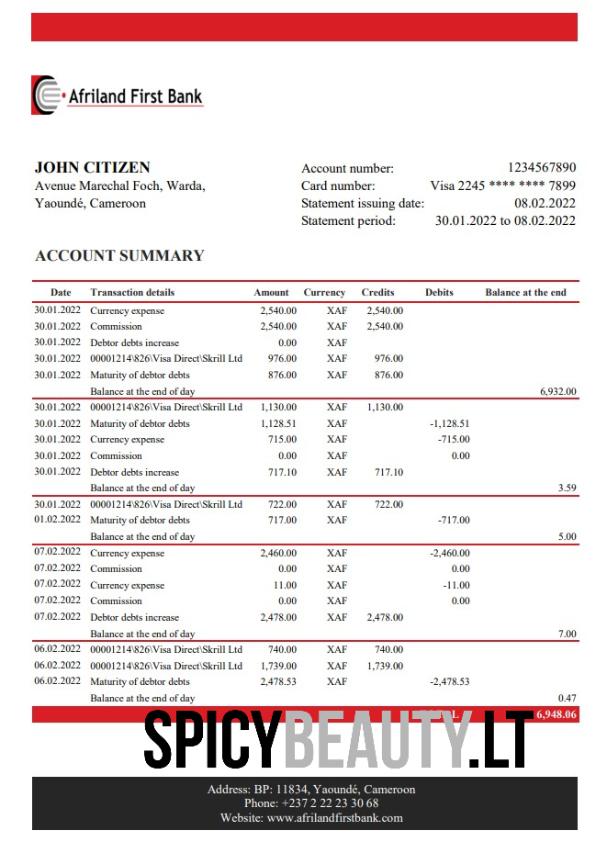 Afriland First Bank
JOHN CITIZEN
Avenue Marechal Foch, Warda,
Yaoundé, Cameroon
Account number: 1234567890
Card number: Visa 2245 **** **** 7899
Statement issuing date: 08.02.2022
Statement period: 30.01.2022 to 08.02.2022
ACCOUNT SUMMARY
Date Transaction details Amount Currency Credits Debits Balance at the end
30.01.2022 Currency expense 2,540.00 XAF 2,540.00
30.01.2022 Commission 2,540.00 XAF 2,540.00
30.01.2022 Debtor debts increase 0.00 XAF
30.01.2022 00001214\826\Visa Direct\Skrill Ltd 976.00 XAF 976.00
30.01.2022 Maturity of debtor debts 876.00 XAF 876.00
Balance at the end of day 6,932.00
30.01.2022 00001214\826\Visa Direct\Skrill Ltd 1,130.00 XAF 1,130.00
30.01.2022 Maturity of debtor debts 1,128.51 XAF -1,128.51
30.01.2022 Currency expense 715.00 XAF -715.00
30.01.2022 Commission 0.00 XAF 0.00
30.01.2022 Debtor debts increase 717.10 XAF 717.10
Balance at the end of day 3.59
30.01.2022 00001214\826\Visa Direct\Skrill Ltd 722.00 XAF 722.00
01.02.2022 Maturity of debtor debts 717.00 XAF -717.00
Balance at the end of day 5.00
07.02.2022 Currency expense 2,460.00 XAF -2,460.00
07.02.2022 Commission 0.00 XAF 0.00
07.02.2022 Currency expense 11.00 XAF -11.00
07.02.2022 Commission 0.00 XAF 0.00
07.02.2022 Debtor debts increase 2,478.00 XAF 2,478.00
Balance at the end of day 7.00
06.02.2022 00001214\826\Visa Direct\Skrill Ltd 740.00 XAF 740.00
06.02.2022 00001214\826\Visa Direct\Skrill Ltd 1,739.00 XAF 1,739.00
06.02.2022 Maturity of debtor debts 2,478.53 XAF -2,478.53
Balance at the end of day 0.47
6,948.06
SPICYBEAUTY.LT
Address: BP: 11834, Yaoundé, Cameroon
Phone: +237 2 22 23 30 68
Website: www.afrilandfirstbank.com